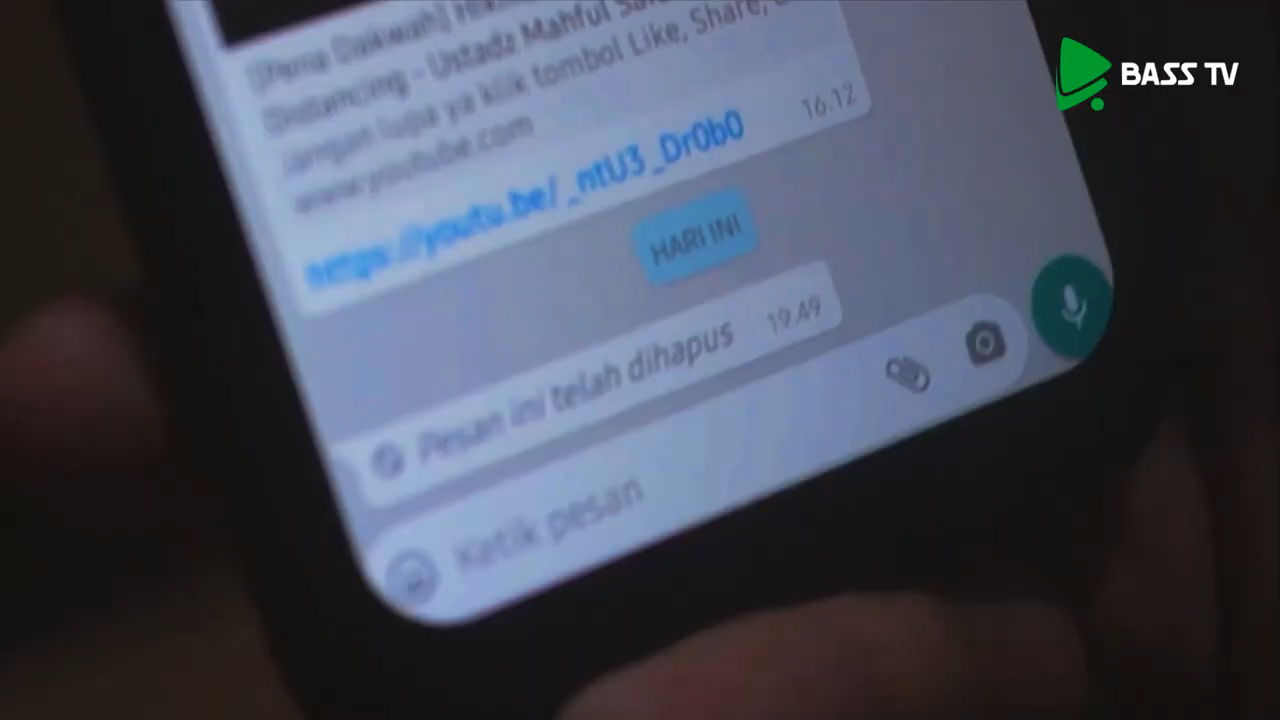 Distancing - Ustadz Mahful Saf
jangan lupa ya klik tombol Like, Share,
www.youtube.com
https://youtu.be/_ntU3_Dr0b0
16.12
HARI INI
Pesan ini telah dihapus 19.49
Ketik pesan
BASS TV